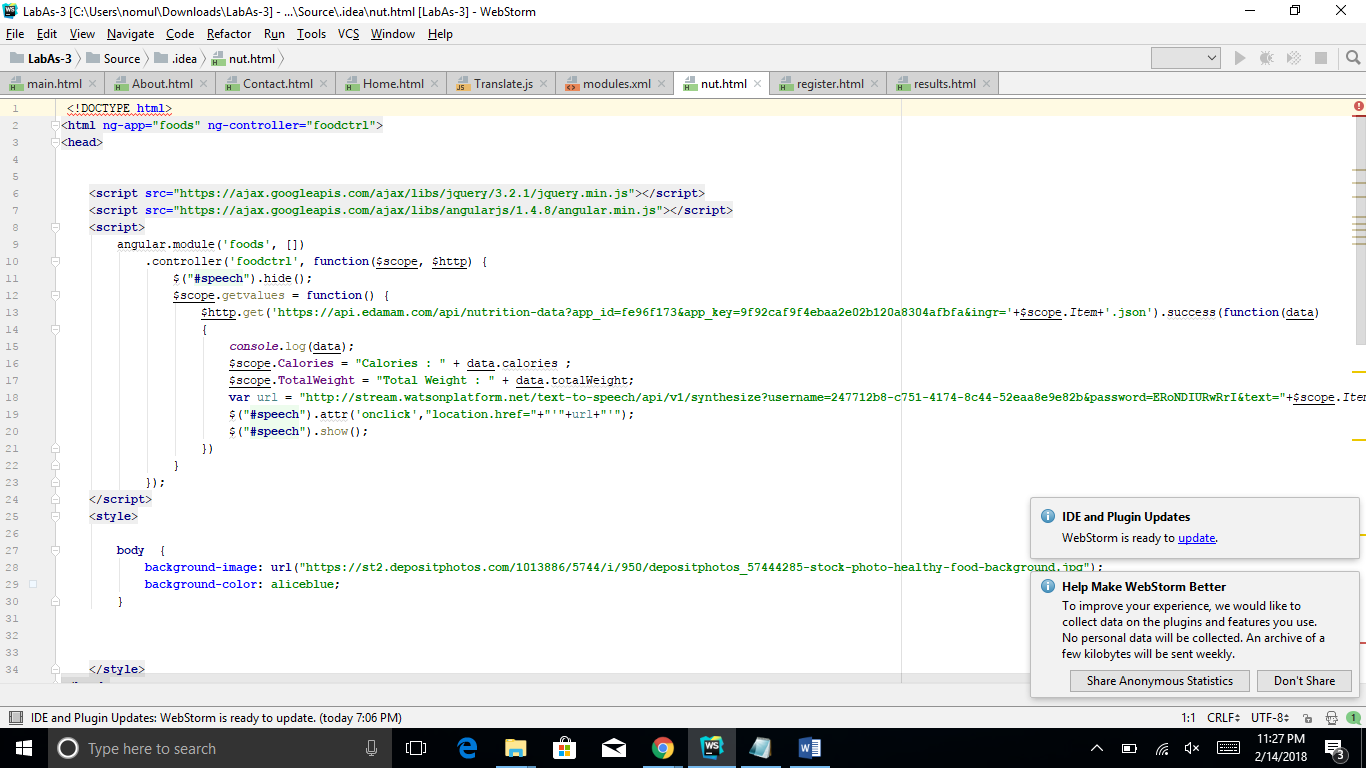 LabAs-3 [C:\Users\nomul\Downloads\LabAs-3] - ...\Source\.idea\nut.html [LabAs-3] - WebStorm
File Edit View Navigate Code Refactor Run Tools VCS Window Help
LabAs-3 Source .idea nut.html
main.html About.html Contact.html Home.html Translate.js modules.xml nut.html register.html results.html
1 <!DOCTYPE html>
2 <html ng-app="foods" ng-controller="foodctrl">
3 <head>
4
5
6 <script src="https://ajax.googleapis.com/ajax/libs/jquery/3.2.1/jquery.min.js"></script>
7 <script src="https://ajax.googleapis.com/ajax/libs/angularjs/1.4.8/angular.min.js"></script>
8 <script>
9 angular.module('foods', [])
10 .controller('foodctrl', function($scope, $http) {
11 $("#speech").hide();
12 $scope.getvalues = function() {
13 $http.get('https://api.edamam.com/api/nutrition-data?app_id=fe96f173&app_key=9f92caf9f4ebaa2e02b120a8304afbfa&ingr='+$scope.Item+'.json').success(function(data)
14 {
15 console.log(data);
16 $scope.Calories = "Calories : " + data.calories ;
17 $scope.TotalWeight = "Total Weight : " + data.totalWeight;
18 var url = "http://stream.watsonplatform.net/text-to-speech/api/v1/synthesize?username=247712b8-c751-4174-8c44-52eaa8e9e82b&password=ERoNDIURwRrI&text="+$scope.Item
19 $("#speech").attr('onclick',"location.href="+"'"+url+"'");
20 $("#speech").show();
21 })
22 }
23 });
24 </script>
25 <style>
26
27 body {
28 background-image: url("https://st2.depositphotos.com/1013886/5744/i/950/depositphotos_57444285-stock-photo-healthy-food-background.jpg");
29 background-color: aliceblue;
30 }
31
32
33
34 </style>
IDE and Plugin Updates
WebStorm is ready to update.
Help Make WebStorm Better
To improve your experience, we would like to
collect data on the plugins and features you use.
No personal data will be collected. An archive of a
few kilobytes will be sent weekly.
Share Anonymous Statistics Don't Share
IDE and Plugin Updates: WebStorm is ready to update. (today 7:06 PM) 1:1 CRLF UTF-8 1
Type here to search
11:27 PM
2/14/2018
3